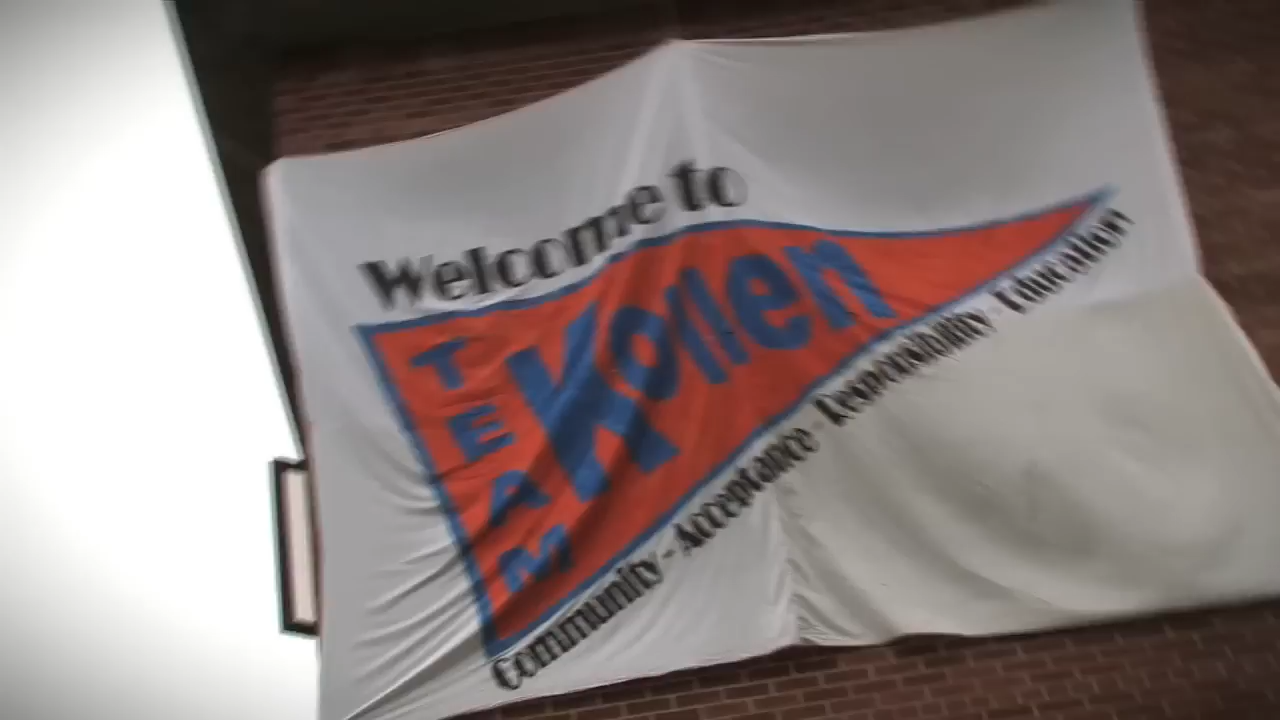 Welcome to
TEAM
Kollen
Community - Acceptance - Responsibility - Education